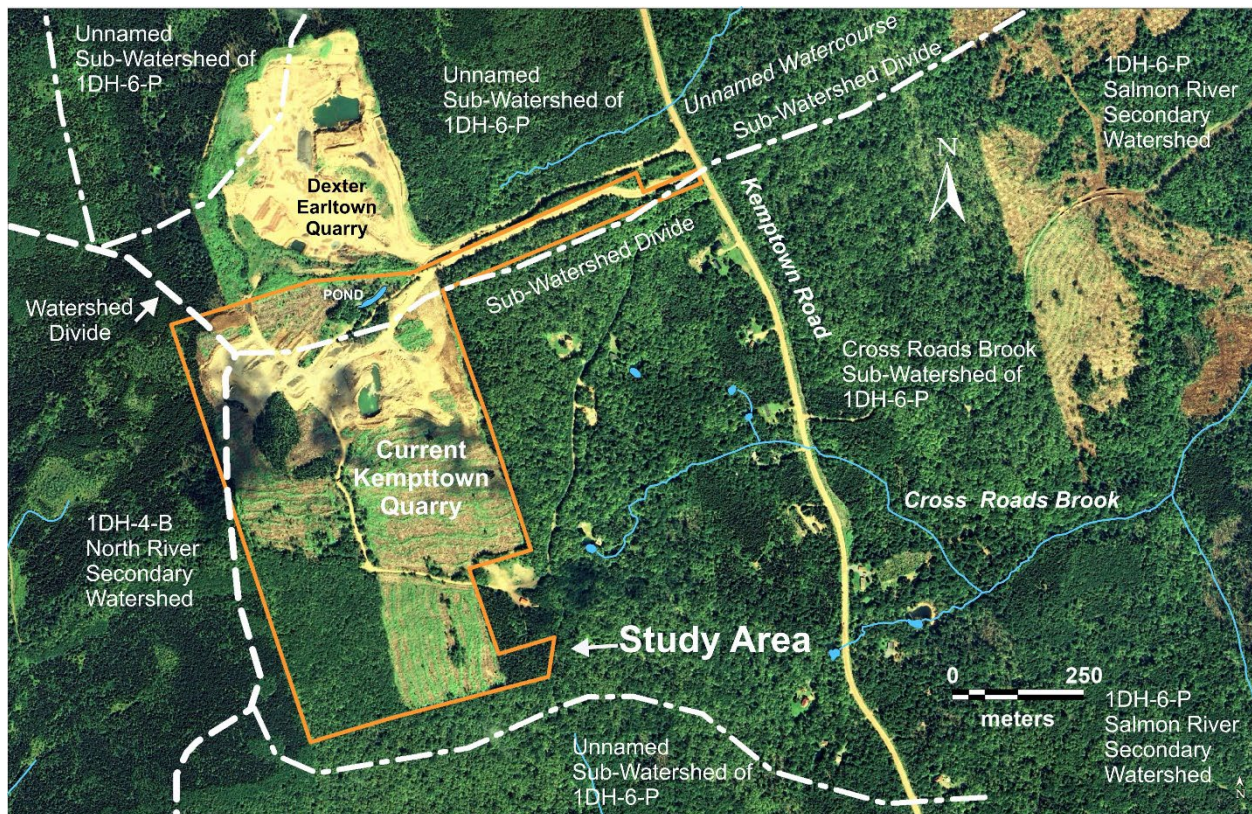 Unnamed
Sub-Watershed of
1DH-6-P
Unnamed
Sub-Watershed of
1DH-6-P
Unnamed Watercourse
Sub-Watershed Divide
1DH-6-P
Salmon River
Secondary
Watershed
N
Dexter
Earltown
Quarry
Kemptown Road
Sub-Watershed Divide
POND
Watershed
Divide
Cross Roads Brook
Sub-Watershed of
1DH-6-P
Current
Kempttown
Quarry
Cross Roads Brook
1DH-4-B
North River
Secondary
Watershed
Study Area
0 250
meters
1DH-6-P
Salmon River
Secondary
Watershed
Unnamed
Sub-Watershed of
1DH-6-P
N